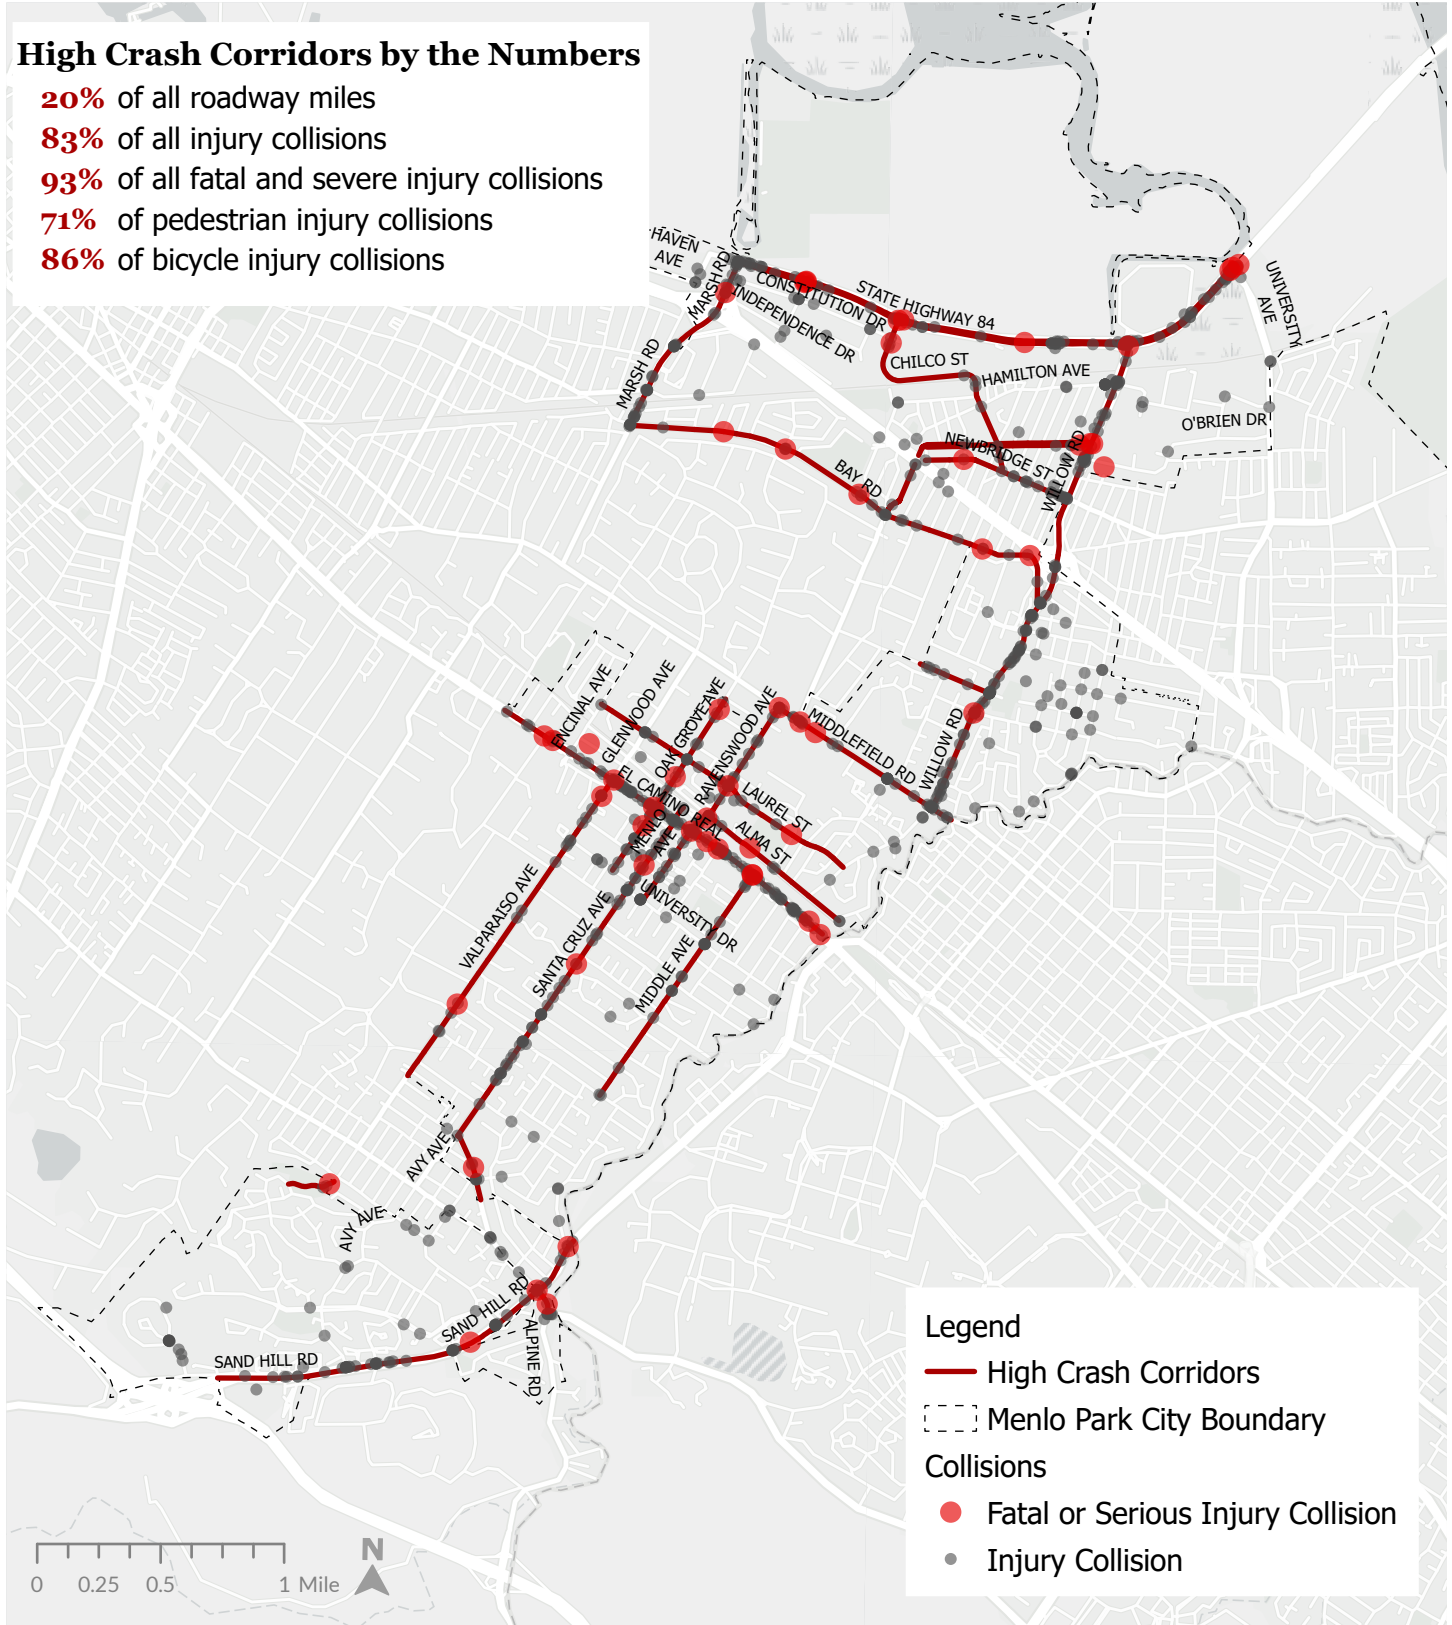 High Crash Corridors by the Numbers
20% of all roadway miles
83% of all injury collisions
93% of all fatal and severe injury collisions
71% of pedestrian injury collisions
86% of bicycle injury collisions
HAVEN
AVE
MARSH RD
CONSTITUTION DR
STATE HIGHWAY 84
INDEPENDENCE DR
UNIVERSITY
AVE
CHILCO ST
HAMILTON AVE
MARSH RD
O'BRIEN DR
NEWBRIDGE ST
WILLOW RD
BAY RD
ENCINAL AVE
GLENWOOD AVE
OAK GROVE AVE
RAVENSWOOD AVE
MIDDLEFIELD RD
WILLOW RD
EL CAMINO REAL
LAUREL ST
MENLO
AVE
ALMA ST
VALPARAISO AVE
SANTA CRUZ AVE
UNIVERSITY DR
MIDDLE AVE
AVY AVE
AVY AVE
SAND HILL RD
ALPINE RD
SAND HILL RD
Legend
High Crash Corridors
Menlo Park City Boundary
Collisions
Fatal or Serious Injury Collision
Injury Collision
N
0 0.25 0.5 1 Mile